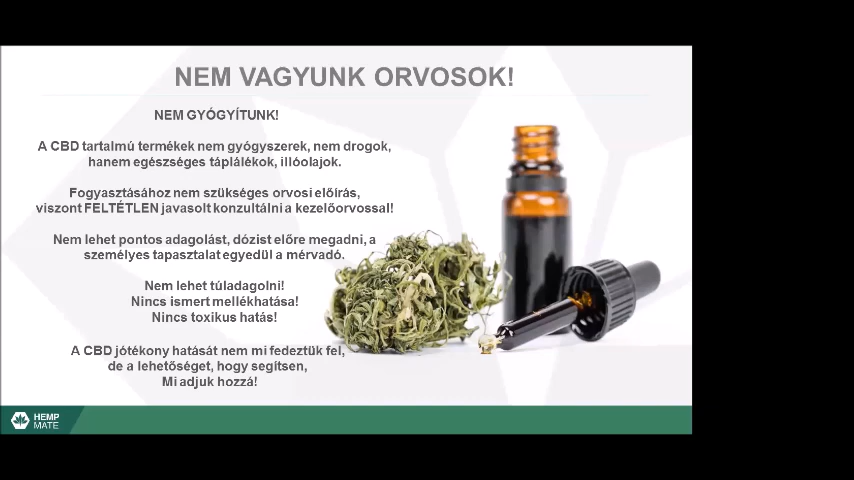 NEM VAGYUNK ORVOSOK!
NEM GYÓGYÍTUNK!
A CBD tartalmú termékek nem gyógyszerek, nem drogok,
hanem egészséges táplálékok, illóolajok.
Fogyasztásához nem szükséges orvosi előírás,
viszont FELTÉTLEN javasolt konzultálni a kezelőorvossal!
Nem lehet pontos adagolást, dózist előre megadni, a
személyes tapasztalat egyedül a mérvadó.
Nem lehet túladagolni!
Nincs ismert mellékhatása!
Nincs toxikus hatás!
A CBD jótékony hatását nem mi fedeztük fel,
de a lehetőséget, hogy segítsen,
Mi adjuk hozzá!
HEMP
MATE